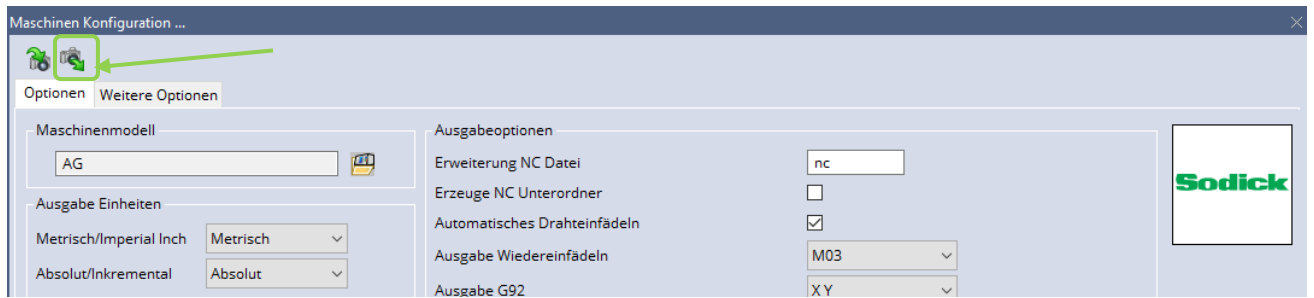 Maschinen Konfiguration ...
Optionen Weitere Optionen
Maschinenmodell
AG
Ausgabe Einheiten
Metrisch/Imperial Inch Metrisch
Absolut/Inkremental Absolut
Ausgabeoptionen
Erweiterung NC Datei nc
Erzeuge NC Unterordner
Automatisches Drahteinfädeln
Ausgabe Wiedereinfädeln M03
Ausgabe G92 X Y
Sodick